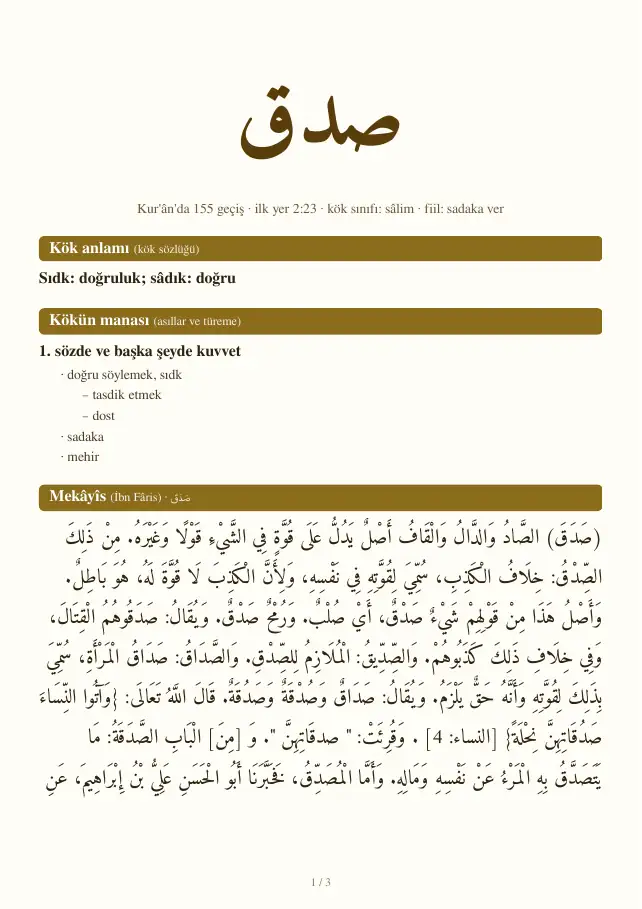 صدق
Kur'ân'da 155 geçiş · ilk yer 2:23 · kök sınıfı: sâlim · fiil: sadaka ver
Kök anlamı (kök sözlüğü)
Sıdk: doğruluk; sâdık: doğru
Kökün manası (asıllar ve türeme)
1. sözde ve başka şeyde kuvvet
· doğru söylemek, sıdk
– tasdik etmek
– dost
· sadaka
· mehir
Mekâyîs (İbn Fâris) · صَدَقَ
(صَدَقَ) الصَّادُ وَالدَّالُ وَالْقَافُ أَصْلٌ يَدُلُّ عَلَى قُوَّةٍ فِي الشَّيْءِ قَوْلًا وَغَيْرَهُ. مِنْ ذَلِكَ
الصِّدْقُ: خِلَافُ الْكَذِبِ، سُمِّيَ لِقُوَّتِهِ فِي نَفْسِهِ، وَلِأَنَّ الْكَذِبَ لَا قُوَّةَ لَهُ، هُوَ بَاطِلٌ.
وَأَصْلُ هَذَا مِنْ قَوْلِهِمْ شَيْءٌ صَدْقٌ، أَيْ صُلْبٌ. وَرُمْحٌ صَدْقٌ. وَيُقَالُ: صَدَقُوهُمُ الْقِتَالَ،
وَفِي خِلَافِ ذَلِكَ كَذَبُوهُمْ. وَالصِّدِّيقُ: الْمُلَازِمُ لِلصِّدْقِ. وَالصَّدَاقُ: صَدَاقُ الْمَرْأَةِ، سُمِّيَ
بِذَلِكَ لِقُوَّتِهِ وَأَنَّهُ حَقٌّ يَلْزَمُ. وَيُقَالُ: صَدَاقٌ وَصُدْقَةٌ وَصَدُقَةٌ. قَالَ اللَّهُ تَعَالَى: {وَآتُوا النِّسَاءَ
صَدُقَاتِهِنَّ نِحْلَةً} [النساء: 4] . وَقُرِئَتْ: " صدقَاتِهِنَّ ". وَ [مِنَ] الْبَابِ الصَّدَقَةُ: مَا
يَتَصَدَّقُ بِهِ الْمَرْءُ عَنْ نَفْسِهِ وَمَالِهِ. وَأَمَّا الْمُصَدِّقُ، فَخَبَّرَنَا أَبُو الْحَسَنِ عَلِيُّ بْنُ إِبْرَاهِيمَ، عَنِ
1 / 3